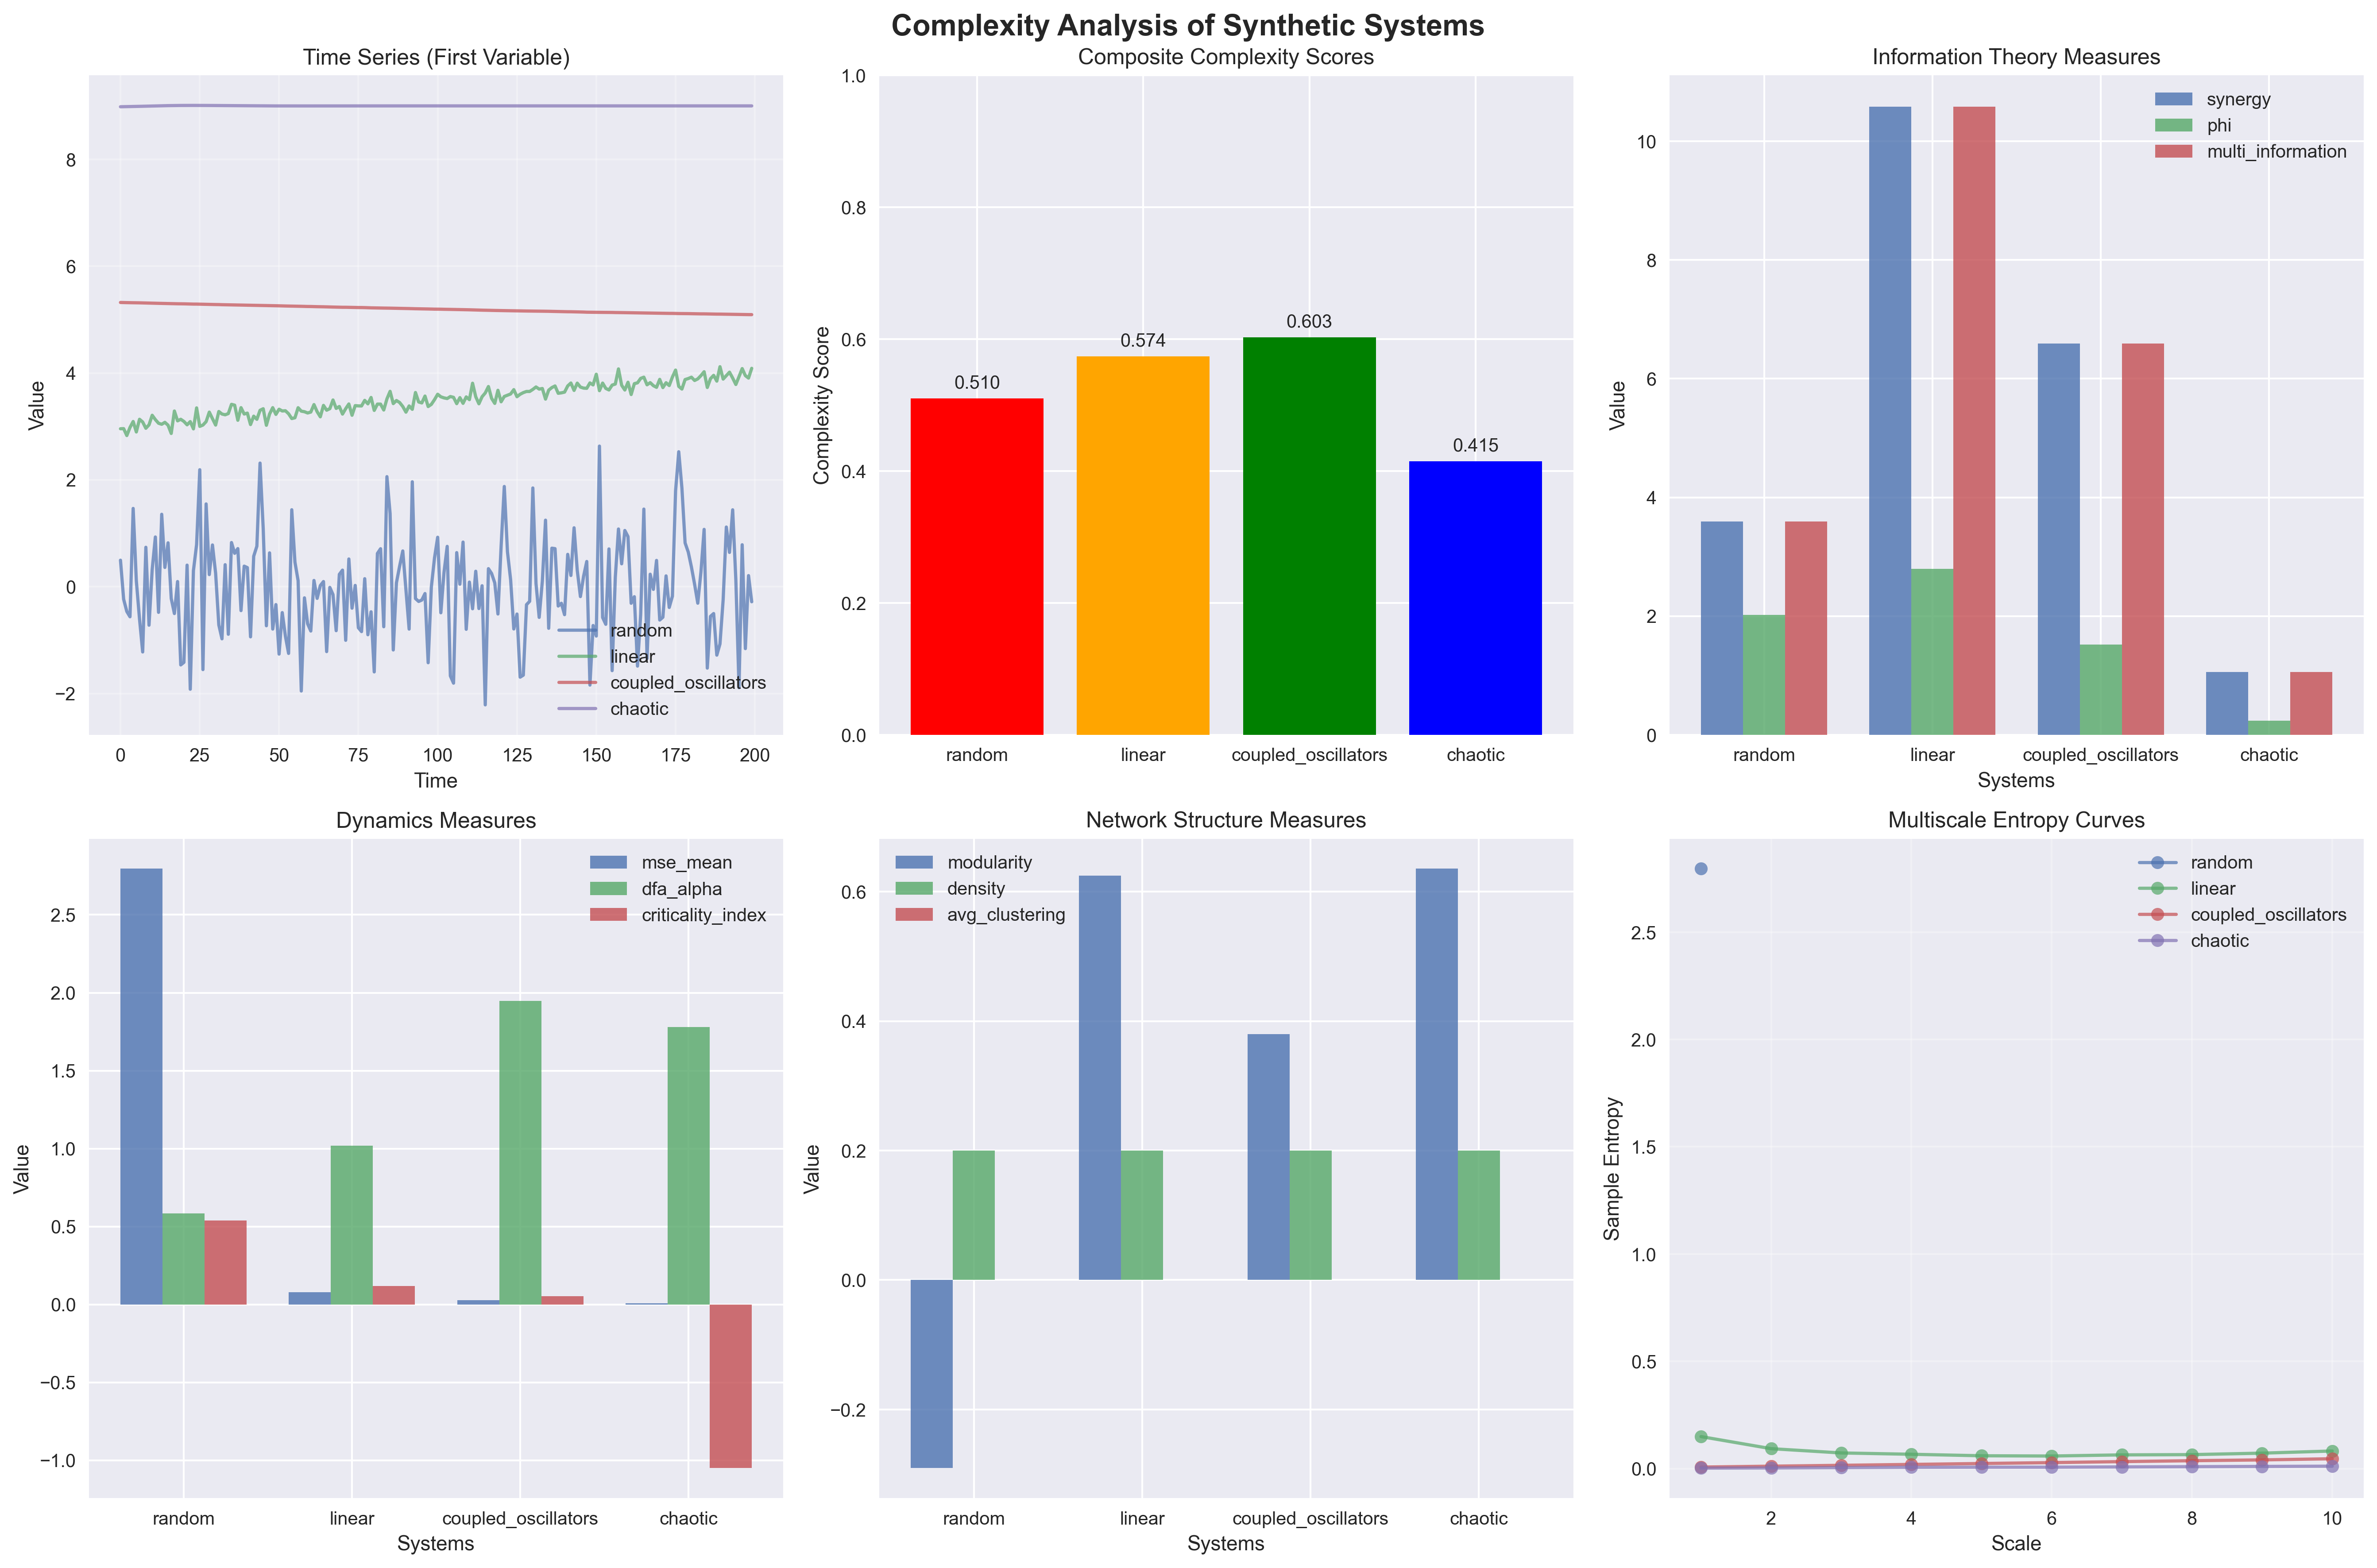 Complexity Analysis of Synthetic Systems
Time Series (First Variable)
Value
8
6
4
2
0
−2
0 25 50 75 100 125 150 175 200
Time
random
linear
coupled_oscillators
chaotic
Composite Complexity Scores
Complexity Score
1.0
0.8
0.6
0.4
0.2
0.0
0.510
0.574
0.603
0.415
random linear coupled_oscillators chaotic
Information Theory Measures
Value
10
8
6
4
2
0
synergy
phi
multi_information
random linear coupled_oscillators chaotic
Systems
Dynamics Measures
Value
2.5
2.0
1.5
1.0
0.5
0.0
−0.5
−1.0
mse_mean
dfa_alpha
criticality_index
random linear coupled_oscillators chaotic
Systems
Network Structure Measures
Value
0.6
0.4
0.2
0.0
−0.2
modularity
density
avg_clustering
random linear coupled_oscillators chaotic
Systems
Multiscale Entropy Curves
Sample Entropy
2.5
2.0
1.5
1.0
0.5
0.0
random
linear
coupled_oscillators
chaotic
2 4 6 8 10
Scale